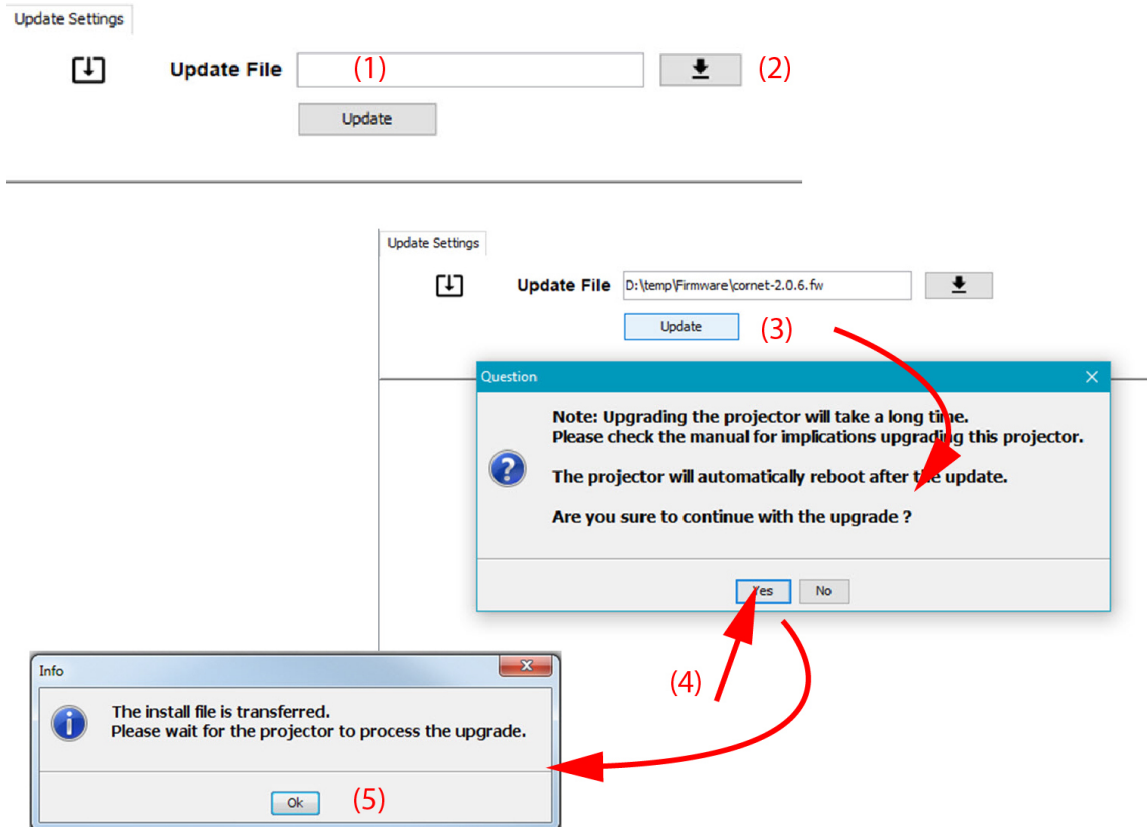 Update Settings
Update File (1) (2)
Update
Update Settings
Update File D:\temp\Firmware\cornet-2.0.6.fw
Update (3)
Question
Note: Upgrading the projector will take a long time.
Please check the manual for implications upgrading this projector.
The projector will automatically reboot after the update.
Are you sure to continue with the upgrade ?
Yes No
(4)
Info
The install file is transferred.
Please wait for the projector to process the upgrade.
Ok (5)